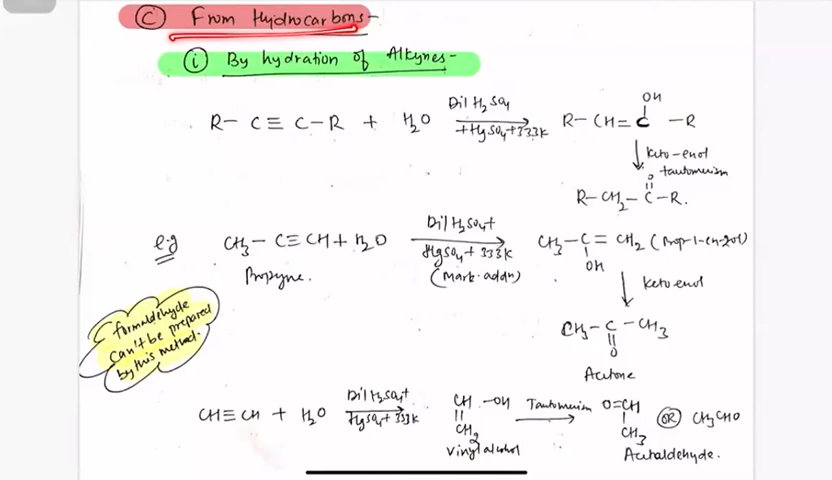 Ⓒ From Hydrocarbons-
ⓘ By hydration of Alkynes-
R- C≡C-R + H2O Dil H2SO4 +HgSO4+333K R-CH=C-R
OH
keto-enol tautomerism
R-CH2-C-R.
O
e.g CH3-C≡CH+H2O Dil H2SO4+ HgSO4+333K (Mark. addn) CH3-C=CH2 (Prop-1-en-2ol)
OH
Propyne.
keto enol
formaldehyde
can't be prepared
by this method.
CH3-C-CH3
O
Acetone
CH≡CH + H2O Dil H2SO4+ HgSO4+333K CH-OH Tautomerism O=CH OR CH3CHO
CH2 CH3
Vinyl alcohol Acetaldehyde.